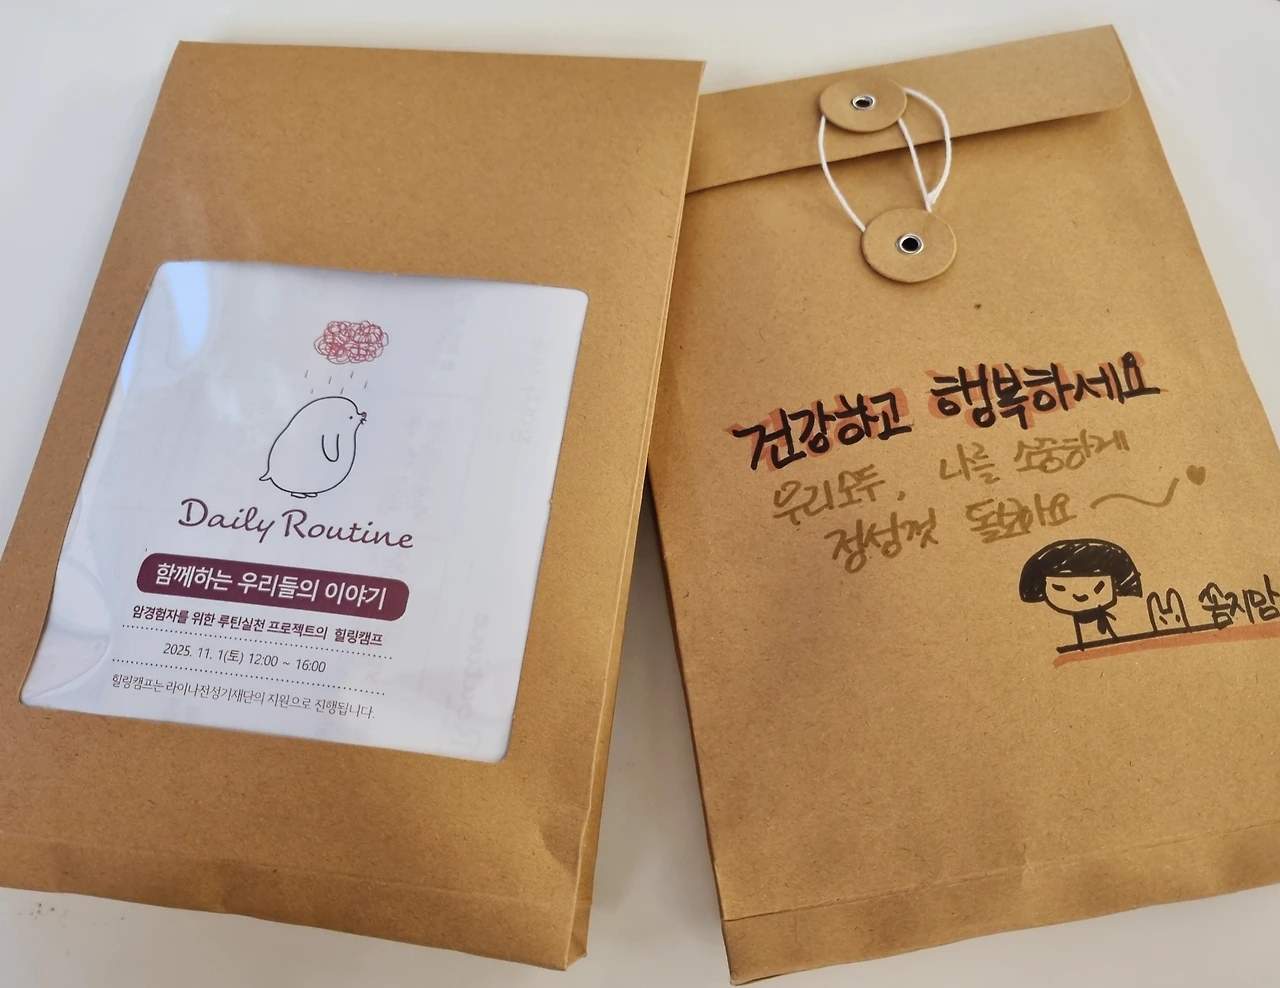 Daily Routine
함께하는 우리들의 이야기
암경험자를 위한 루틴실천 프로젝트의 힐링캠프
2025. 11. 1(토) 12:00 ~ 16:00
힐링캠프는 라이나전성기재단의 지원으로 진행됩니다.
건강하고 행복하세요
우리모두, 나를 소중하게
정성껏 돌봐요
쏨지맘